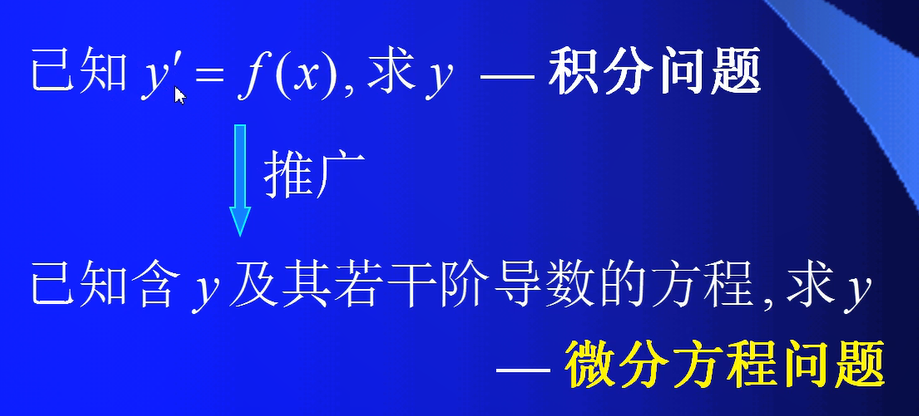 已知 y′ = f(x), 求 y — 积分问题
推广
已知含 y 及其若干阶导数的方程, 求 y
— 微分方程问题